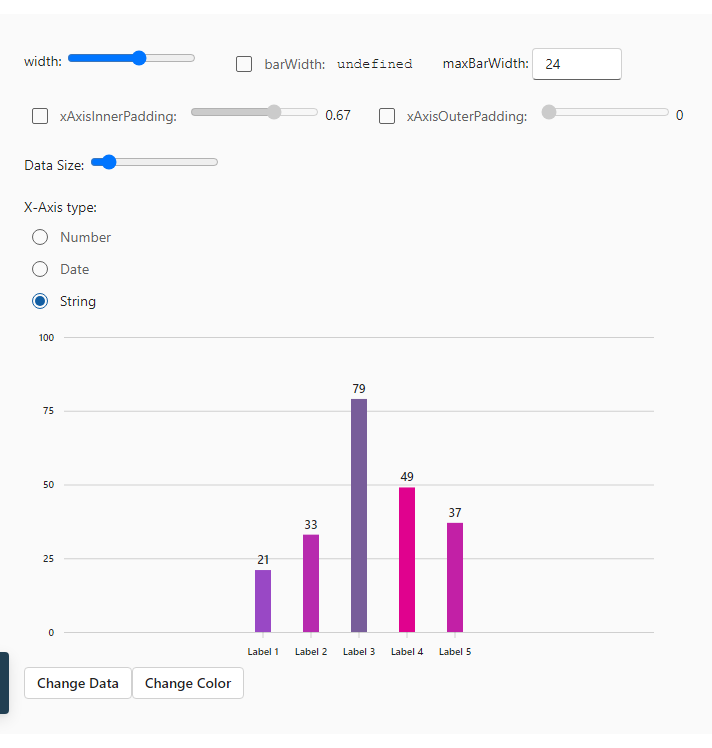 width: barWidth: undefined maxBarWidth: 24
xAxisInnerPadding: 0.67 xAxisOuterPadding: 0
Data Size:
X-Axis type:
Number
Date
String
100
79
75
50
49
37
33
25
21
0
Label 1 Label 2 Label 3 Label 4 Label 5
Change Data Change Color